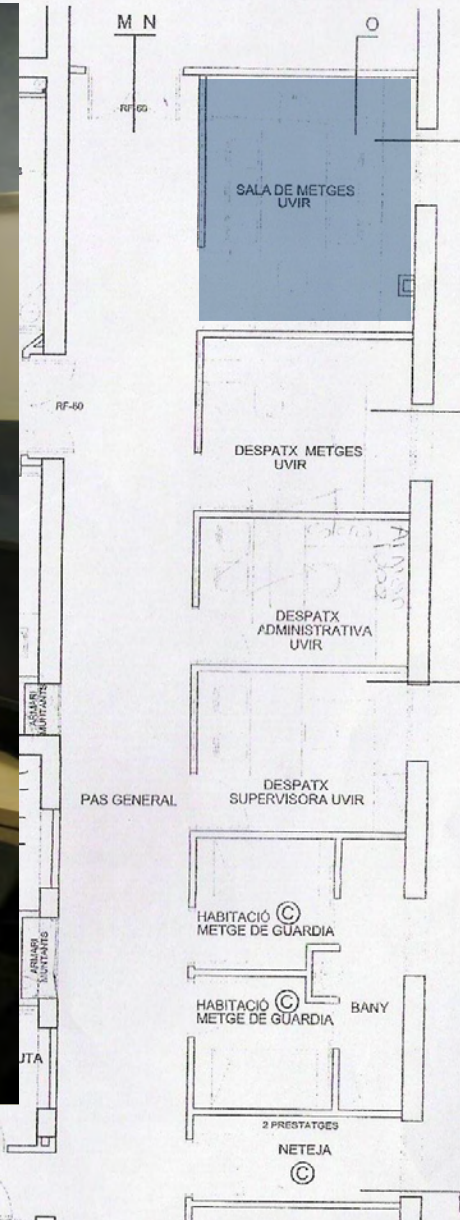 M N
O
RF-60
SALA DE METGES
UVIR
RF-60
DESPATX METGES
UVIR
DESPATX
ADMINISTRATIVA
UVIR
ARMARI
MUNTANTS
DESPATX
SUPERVISORA UVIR
PAS GENERAL
HABITACIÓ ©
METGE DE GUARDIA
ARMARI
MUNTANTS
HABITACIÓ ©
METGE DE GUARDIA
BANY
UTA
2 PRESTATGES
NETEJA
©